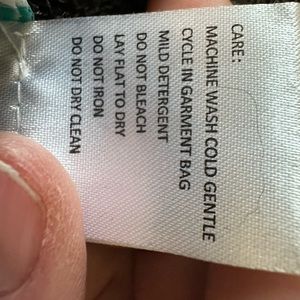 CARE:
MACHINE WASH COLD GENTLE
CYCLE IN GARMENT BAG
MILD DETERGENT
DO NOT BLEACH
LAY FLAT TO DRY
DO NOT IRON
DO NOT DRY CLEAN